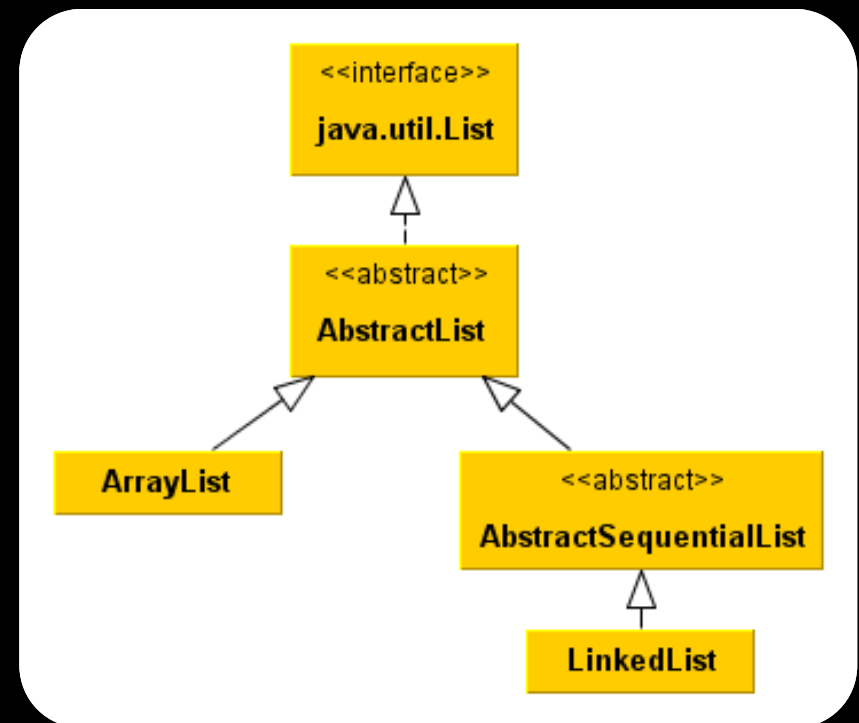 <<interface>>
java.util.List
<<abstract>>
AbstractList
ArrayList
<<abstract>>
AbstractSequentialList
LinkedList